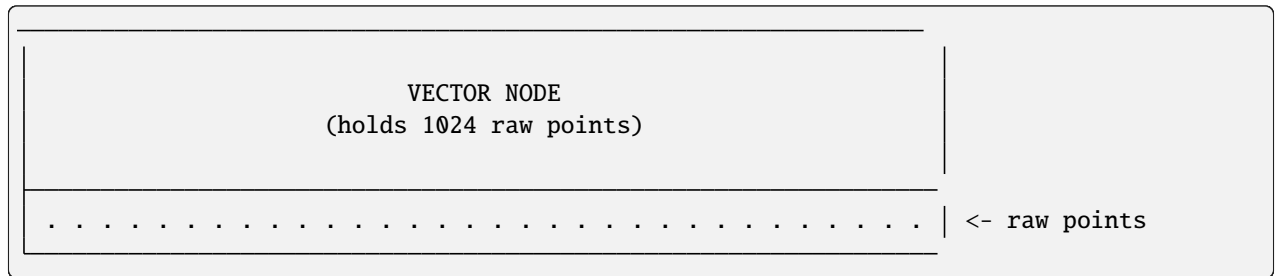 VECTOR NODE
(holds 1024 raw points)
. . . . . . . . . . . . . . . . . . . . . . . . . . . . . . . . <- raw points